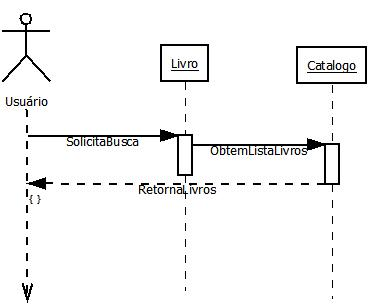 Livro
Catalogo
Usuário
SolicitaBusca
ObtemListaLivros
RetornaLivros
{ }